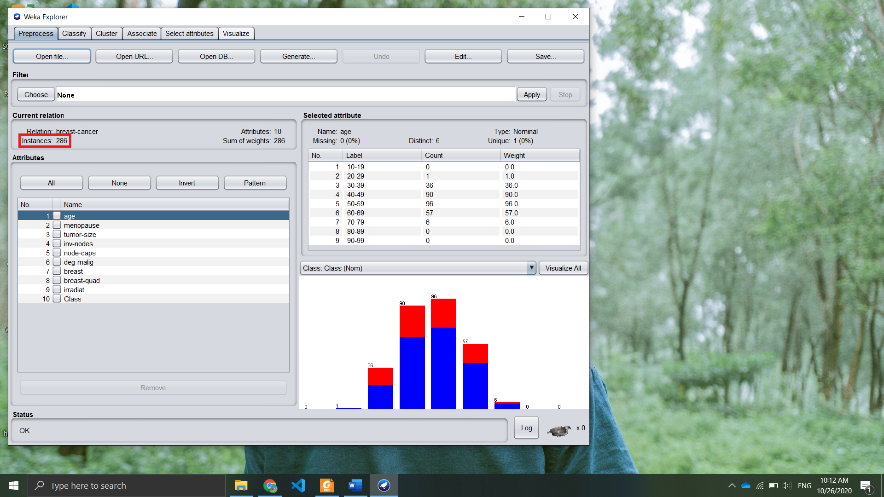 Weka Explorer
Preprocess Classify Cluster Associate Select attributes Visualize
Open file... Open URL... Open DB... Generate... Undo Edit... Save...
Filter
Choose None Apply Stop
Current relation
Relation: breast-cancer Attributes: 10
Instances: 286 Sum of weights: 286
Attributes
All None Invert Pattern
No. Name
1 age
2 menopause
3 tumor-size
4 inv-nodes
5 node-caps
6 deg-malig
7 breast
8 breast-quad
9 irradiat
10 Class
Remove
Selected attribute
Name: age Type: Nominal
Missing: 0 (0%) Distinct: 6 Unique: 1 (0%)
No. Label Count Weight
1 10-19 0 0.0
2 20-29 1 1.0
3 30-39 36 36.0
4 40-49 90 90.0
5 50-59 96 96.0
6 60-69 57 57.0
7 70-79 6 6.0
8 80-89 0 0.0
9 90-99 0 0.0
Class: Class (Nom) Visualize All
0 1 36 90 96 57 6 0 0
Status
OK
Log x 0
Type here to search
ENG
10:12 AM
10/26/2020
1